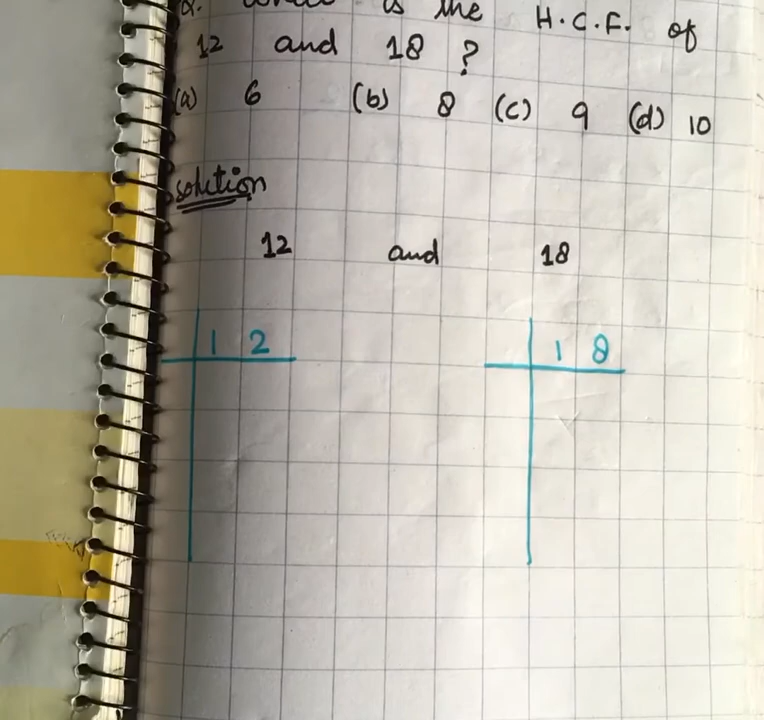 is the H.C.F. of
12 and 18 ?
(a) 6 (b) 8 (c) 9 (d) 10
solution
12 and 18
12 18